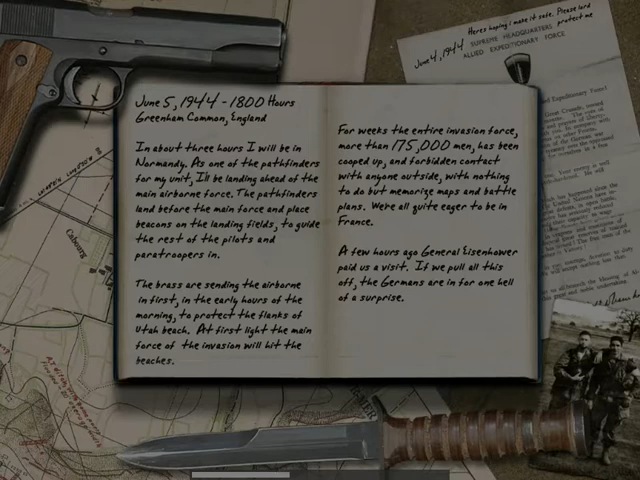 Here's hoping i make it safe. Please lord
protect me
June 4, 1944
SUPREME HEADQUARTERS
ALLIED EXPEDITIONARY FORCE
June 5, 1944 - 1800 Hours
Greenham Common, England
In about three hours I will be in
Normandy. As one of the pathfinders
for my unit, I'll be landing ahead of the
main airborne force. The pathfinders
land before the main force and place
beacons on the landing fields, to guide
the rest of the pilots and
paratroopers in.
The brass are sending the airborne
in first, in the early hours of the
morning, to protect the flanks of
Utah beach. At first light the main
force of the invasion will hit the
beaches.
For weeks the entire invasion force,
more than 175,000 men, has been
cooped up, and forbidden contact
with anyone outside, with nothing
to do but memorize maps and battle
plans. We're all quite eager to be in
France.
A few hours ago General Eisenhower
paid us a visit. If we pull all this
off, the Germans are in for one hell
of a surprise.
Cabourg